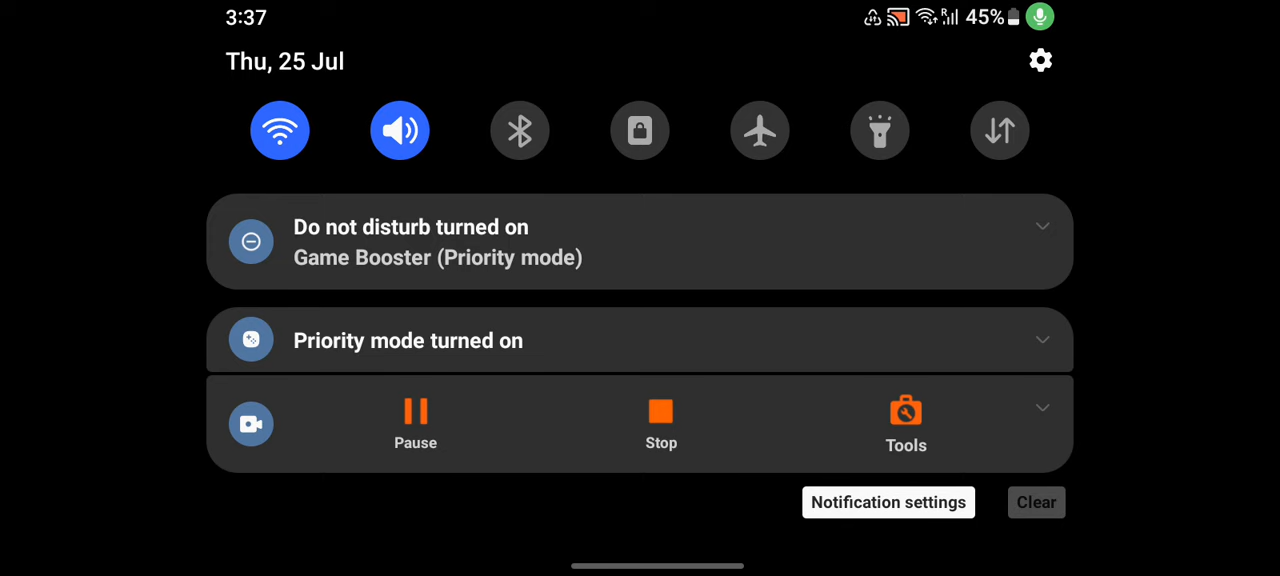 3:37
45%
Thu, 25 Jul
Do not disturb turned on
Game Booster (Priority mode)
Priority mode turned on
Pause
Stop
Tools
Notification settings
Clear